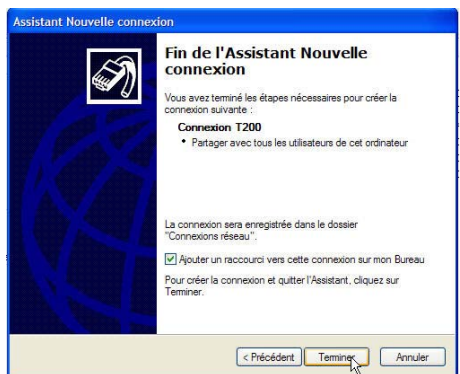 Assistant Nouvelle connexion
Fin de l'Assistant Nouvelle
connexion
Vous avez terminé les étapes nécessaires pour créer la
connexion suivante :
Connexion T200
• Partager avec tous les utilisateurs de cet ordinateur
La connexion sera enregistrée dans le dossier
"Connexions réseau".
Ajouter un raccourci vers cette connexion sur mon Bureau
Pour créer la connexion et quitter l'Assistant, cliquez sur
Terminer.
< Précédent Terminer Annuler